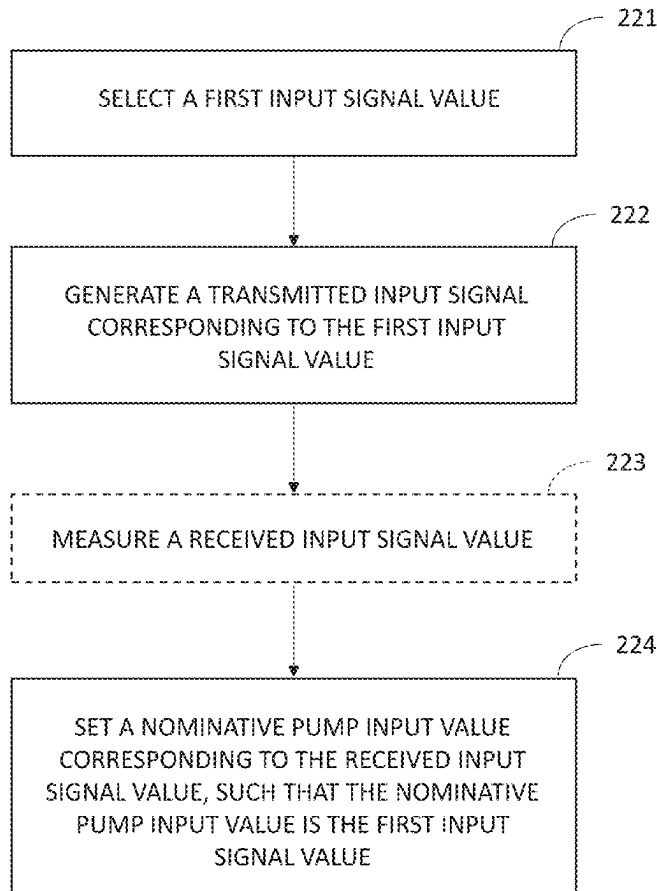 221
SELECT A FIRST INPUT SIGNAL VALUE
222
GENERATE A TRANSMITTED INPUT SIGNAL
CORRESPONDING TO THE FIRST INPUT
SIGNAL VALUE
223
MEASURE A RECEIVED INPUT SIGNAL VALUE
224
SET A NOMINATIVE PUMP INPUT VALUE
CORRESPONDING TO THE RECEIVED INPUT
SIGNAL VALUE, SUCH THAT THE NOMINATIVE
PUMP INPUT VALUE IS THE FIRST INPUT
SIGNAL VALUE